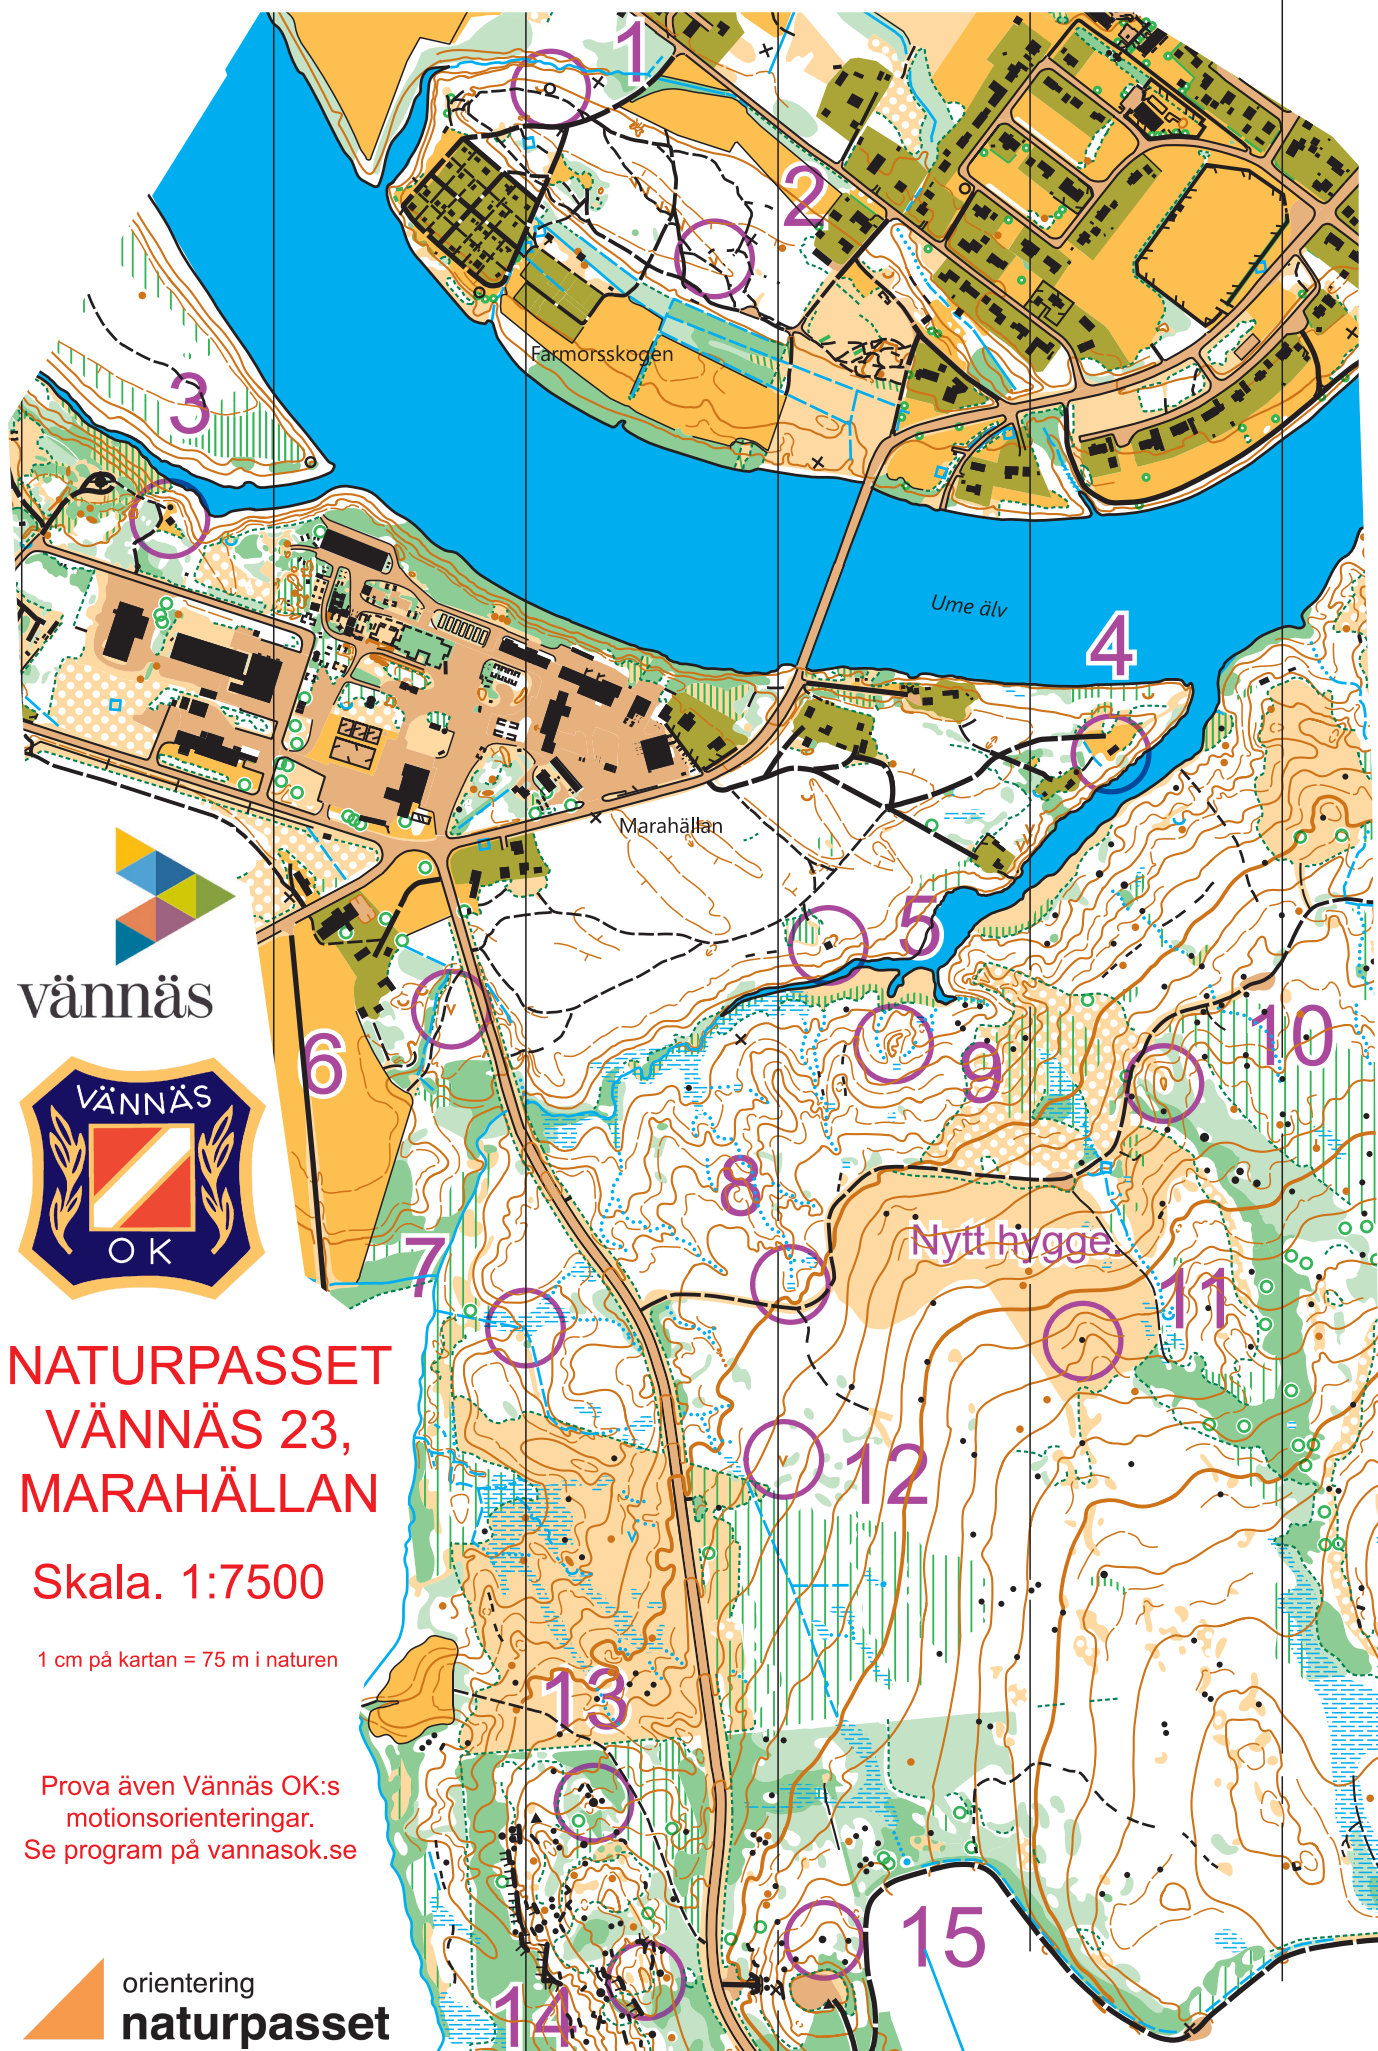 1
2
Farmorsskogen
3
Ume älv
4
Marahällan
5
vännäs
6
9
10
VÄNNÄS
OK
8
Nytt hygge.
7
11
NATURPASSET
VÄNNÄS 23,
MARAHÄLLAN
12
Skala. 1:7500
1 cm på kartan = 75 m i naturen
13
Prova även Vännäs OK:s
motionsorienteringar.
Se program på vannasok.se
15
orientering
naturpasset
14